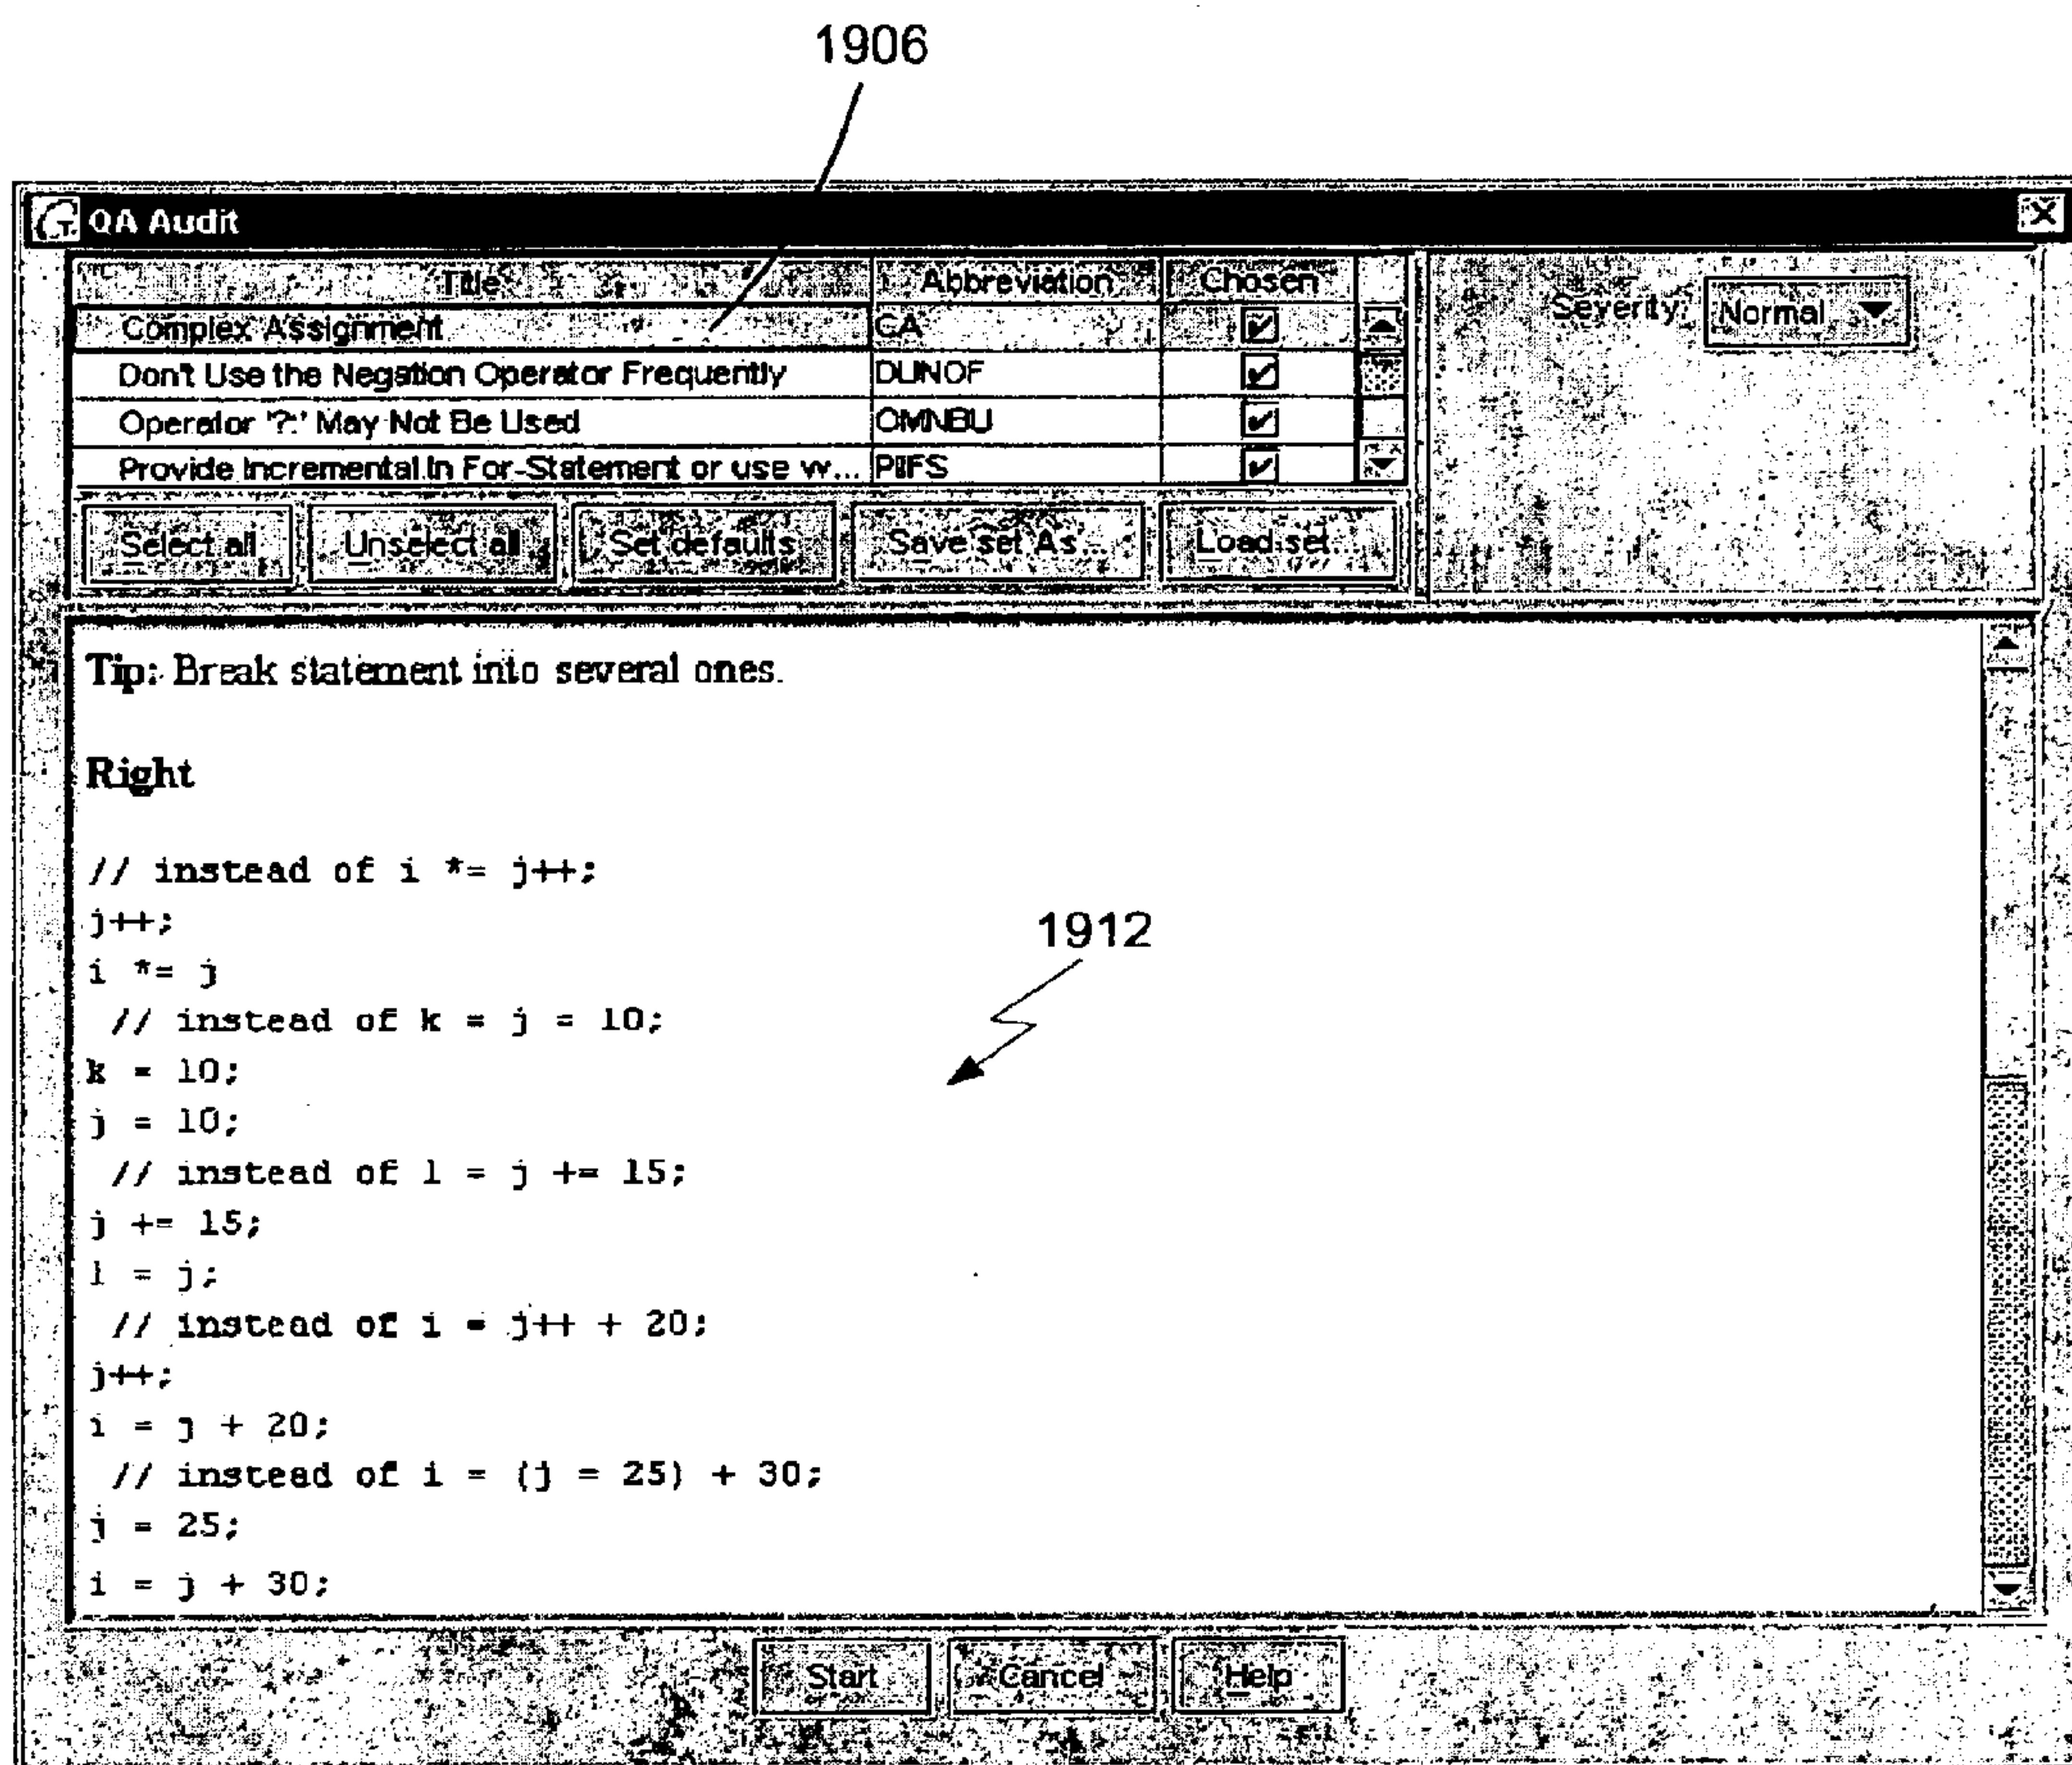 1906
QA Audit
Title Abbreviation Chosen
Complex Assignment CA
Don't Use the Negation Operator Frequently DUNOF
Operator '?:' May Not Be Used OMNBU
Provide Incremental In For-Statement or use w... PIIFS
Severity: Normal
Select all Unselect all Set defaults Save set As... Load set...
Tip: Break statement into several ones.
Right
// instead of i *= j++;
j++;
i *= j
// instead of k = j = 10;
k = 10;
j = 10;
// instead of l = j += 15;
j += 15;
l = j;
// instead of i = j++ + 20;
j++;
i = j + 20;
// instead of i = (j = 25) + 30;
j = 25;
i = j + 30;
1912
Start Cancel Help